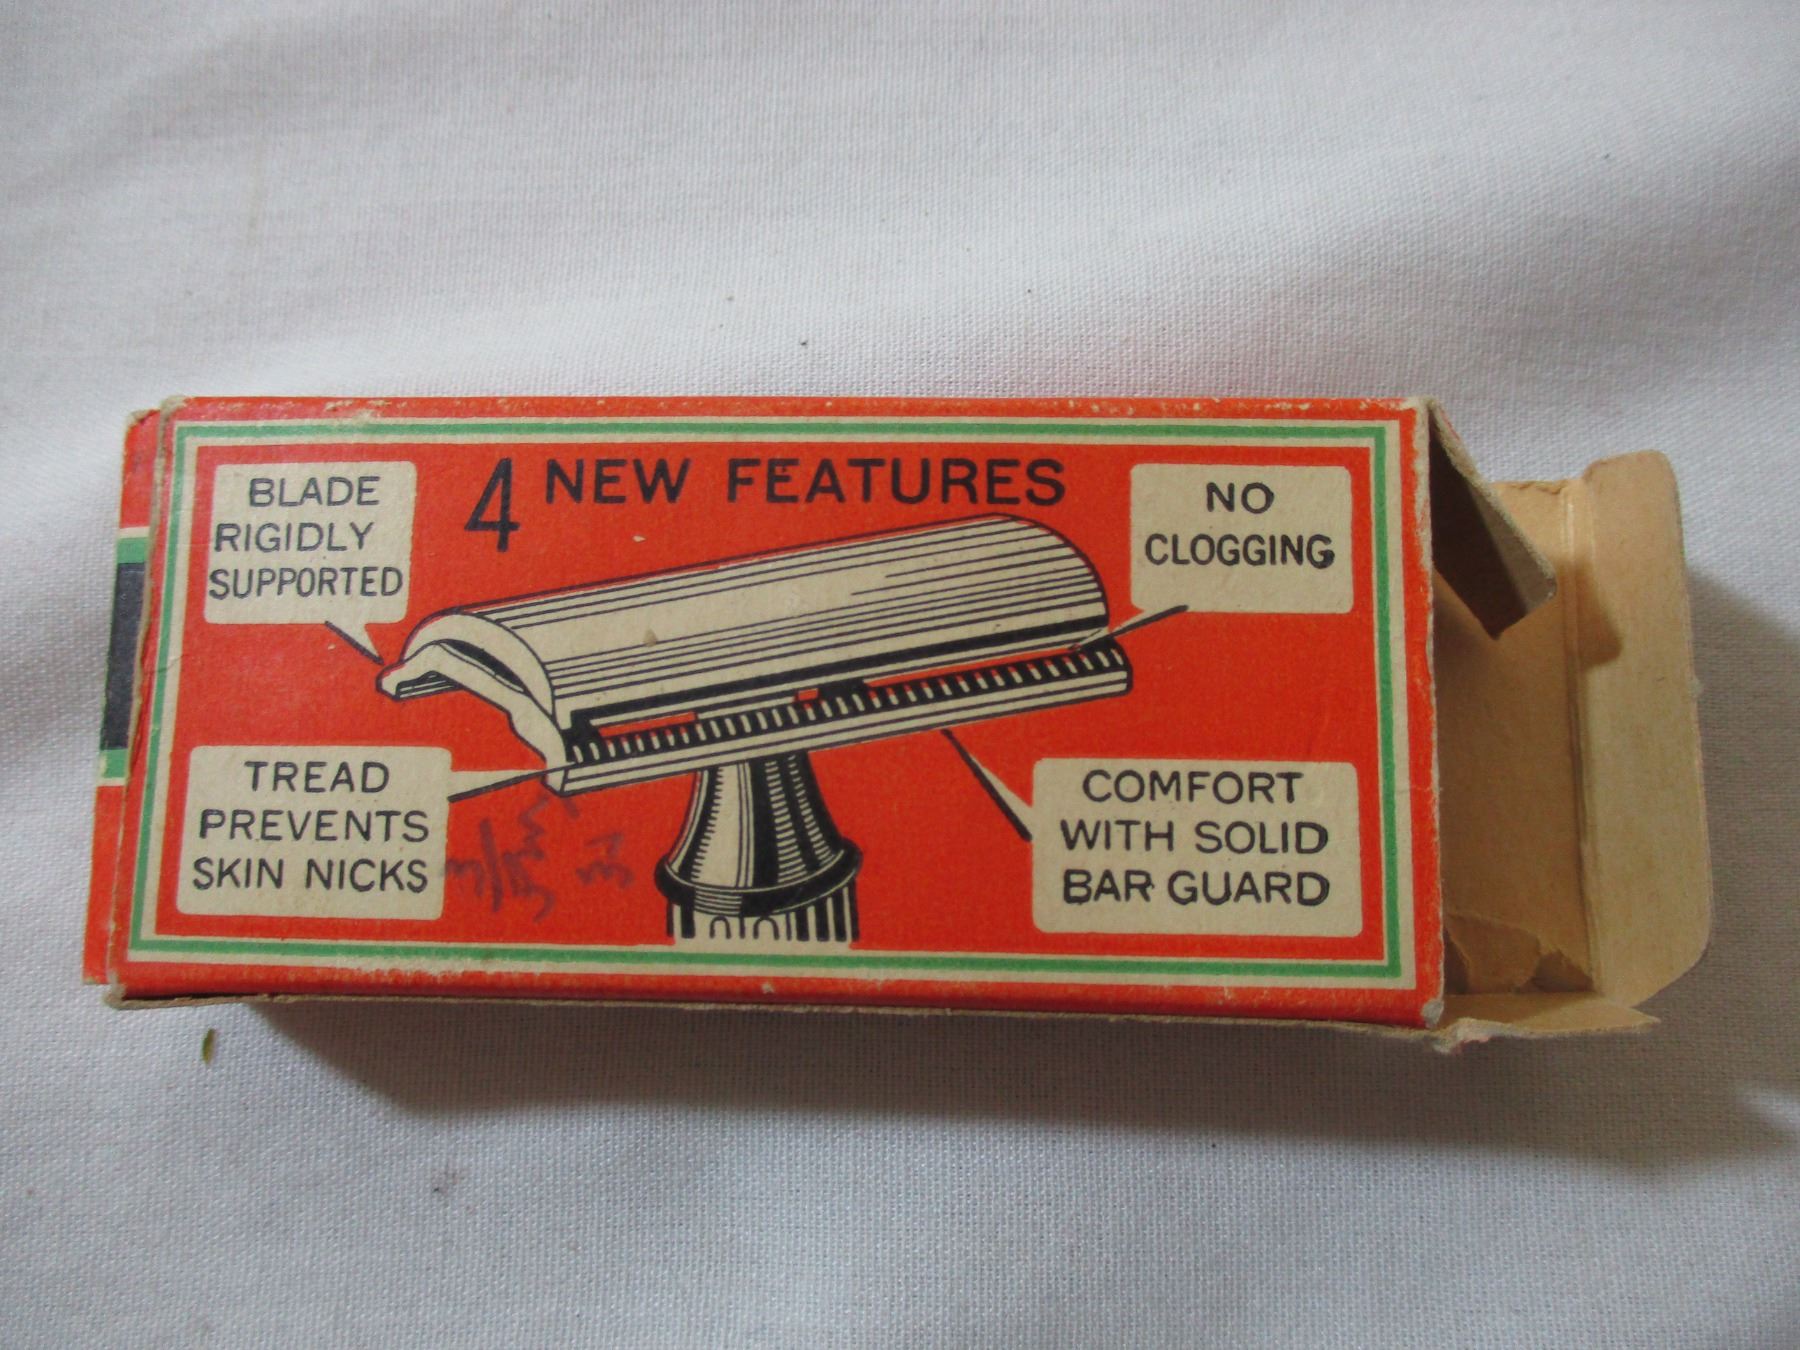 4 NEW FEATURES
BLADE
RIGIDLY
SUPPORTED
NO
CLOGGING
TREAD
PREVENTS
SKIN NICKS
COMFORT
WITH SOLID
BAR GUARD